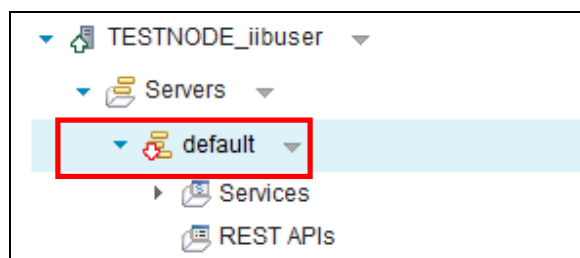 TESTNODE_iibuser
Servers
default
Services
REST APIs